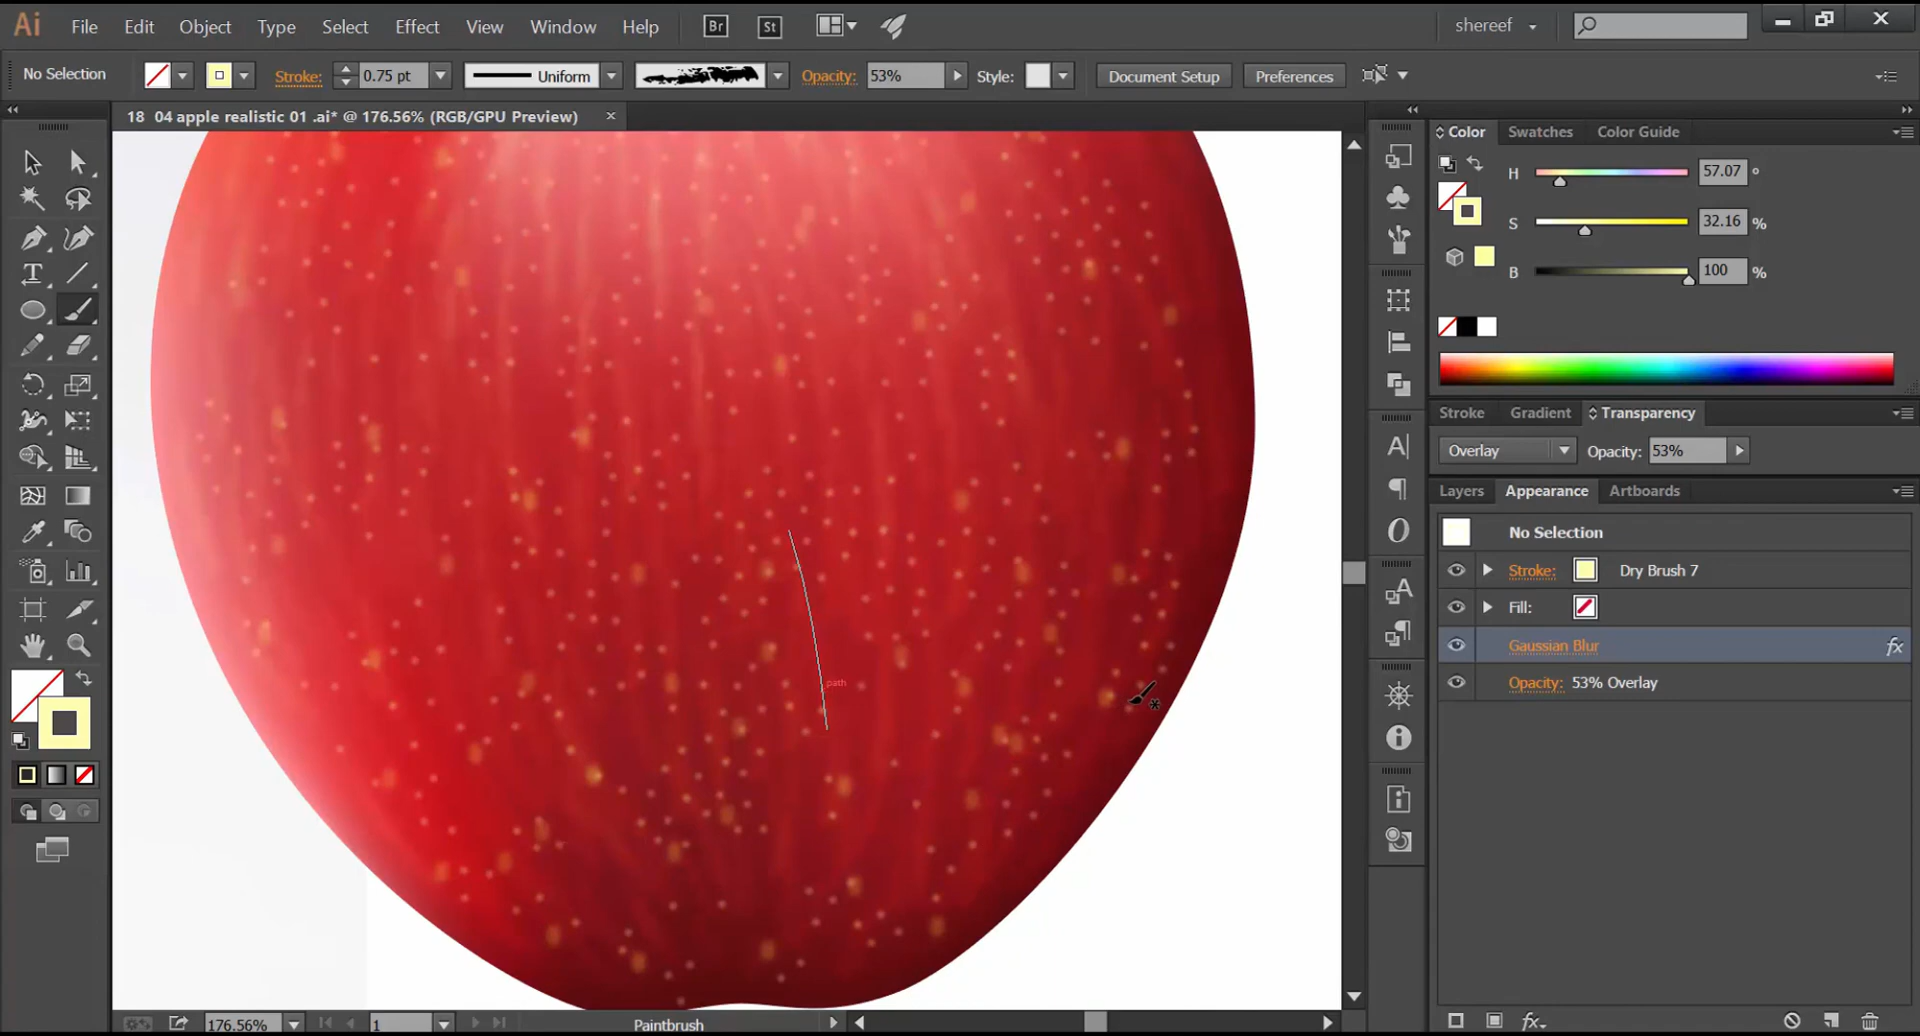 Ai File Edit Object Type Select Effect View Window Help Br St shereef
No Selection Stroke: 0.75 pt Uniform Opacity: 53% Style: Document Setup Preferences
18 04 apple realistic 01 .ai* @ 176.56% (RGB/GPU Preview)
Color Swatches Color Guide
H 57.07 °
S 32.16 %
B 100 %
Stroke Gradient Transparency
Overlay Opacity: 53%
Layers Appearance Artboards
No Selection
Stroke: Dry Brush 7
Fill:
Gaussian Blur fx
Opacity: 53% Overlay
path
176.56% 1 Paintbrush
fx